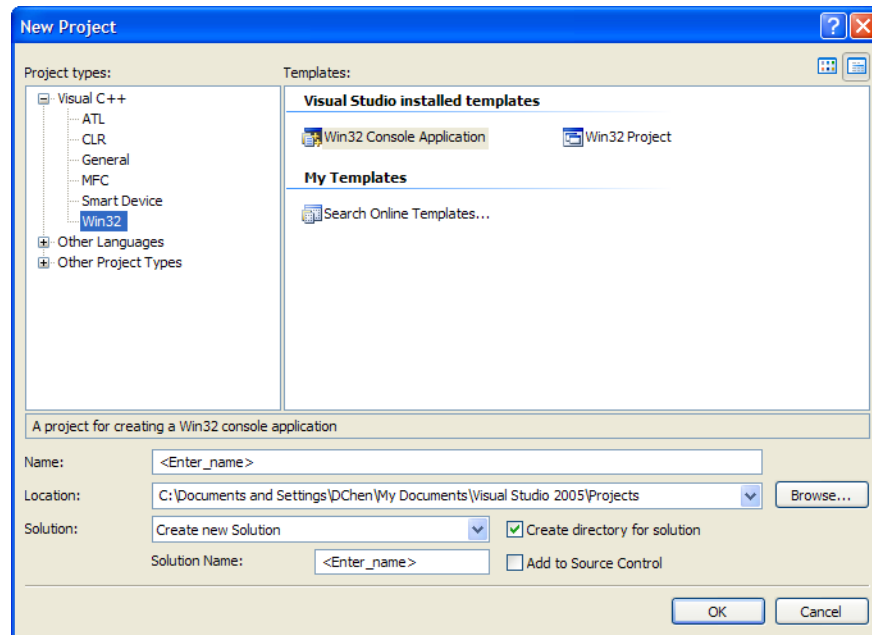 New Project
Project types:
Templates:
Visual C++
ATL
CLR
General
MFC
Smart Device
Win32
Other Languages
Other Project Types
Visual Studio installed templates
Win32 Console Application
Win32 Project
My Templates
Search Online Templates...
A project for creating a Win32 console application
Name:
<Enter_name>
Location:
C:\Documents and Settings\DChen\My Documents\Visual Studio 2005\Projects
Browse...
Solution:
Create new Solution
Create directory for solution
Solution Name:
<Enter_name>
Add to Source Control
OK
Cancel